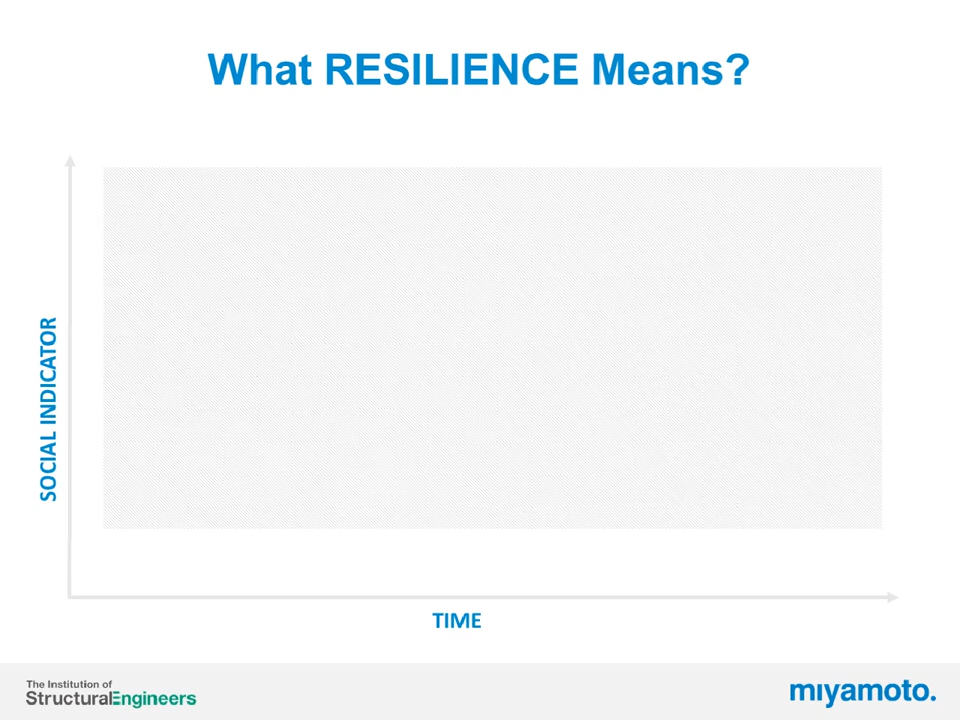 What RESILIENCE Means?
SOCIAL INDICATOR
TIME
The Institution of
StructuralEngineers
miyamoto.